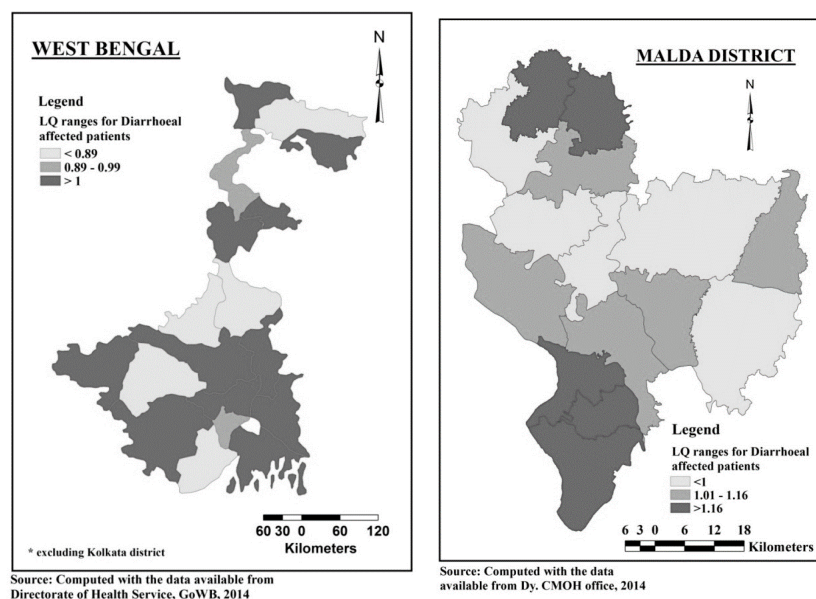 WEST BENGAL
N
Legend
LQ ranges for Diarrhoeal
affected patients
< 0.89
0.89 - 0.99
> 1
60 30 0 60 120
Kilometers
* excluding Kolkata district
Source: Computed with the data available from
Directorate of Health Service, GoWB, 2014
MALDA DISTRICT
N
Legend
LQ ranges for Diarrhoeal
affected patients
<1
1.01 - 1.16
>1.16
6 3 0 6 12 18
Kilometers
Source: Computed with the data
available from Dy. CMOH office, 2014